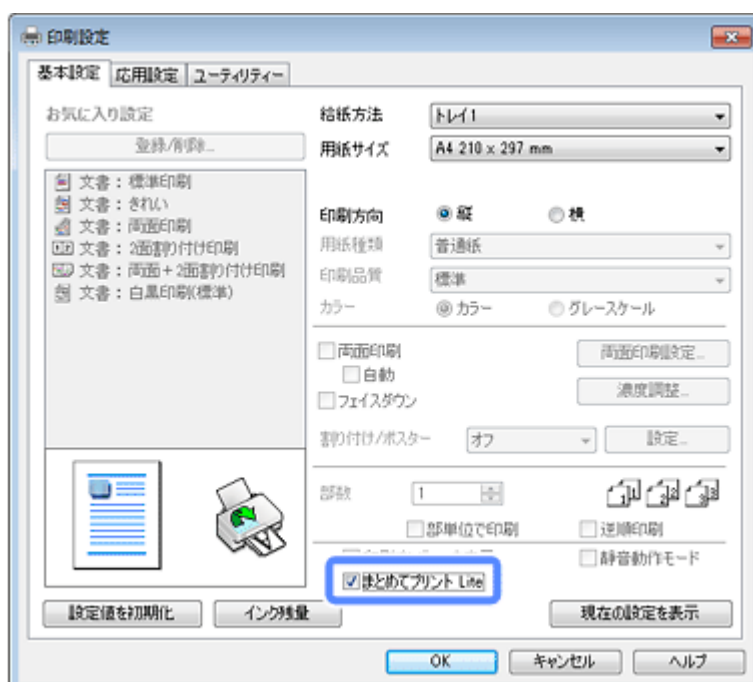 印刷設定
基本設定 応用設定 ユーティリティー
お気に入り設定
登録/削除...
文書：標準印刷
文書：きれい
文書：両面印刷
文書：2面割り付け印刷
文書：両面＋2面割り付け印刷
文書：白黒印刷(標準)
給紙方法 トレイ1
用紙サイズ A4 210 x 297 mm
印刷方向 縦 横
用紙種類 普通紙
印刷品質 標準
カラー カラー グレースケール
両面印刷 両面印刷設定...
自動
濃度調整...
フェイスダウン
割り付け/ポスター オフ 設定...
部数 1
部単位で印刷 逆順印刷
静音動作モード
まとめてプリント Lite
設定値を初期化 インク残量 現在の設定を表示
OK キャンセル ヘルプ